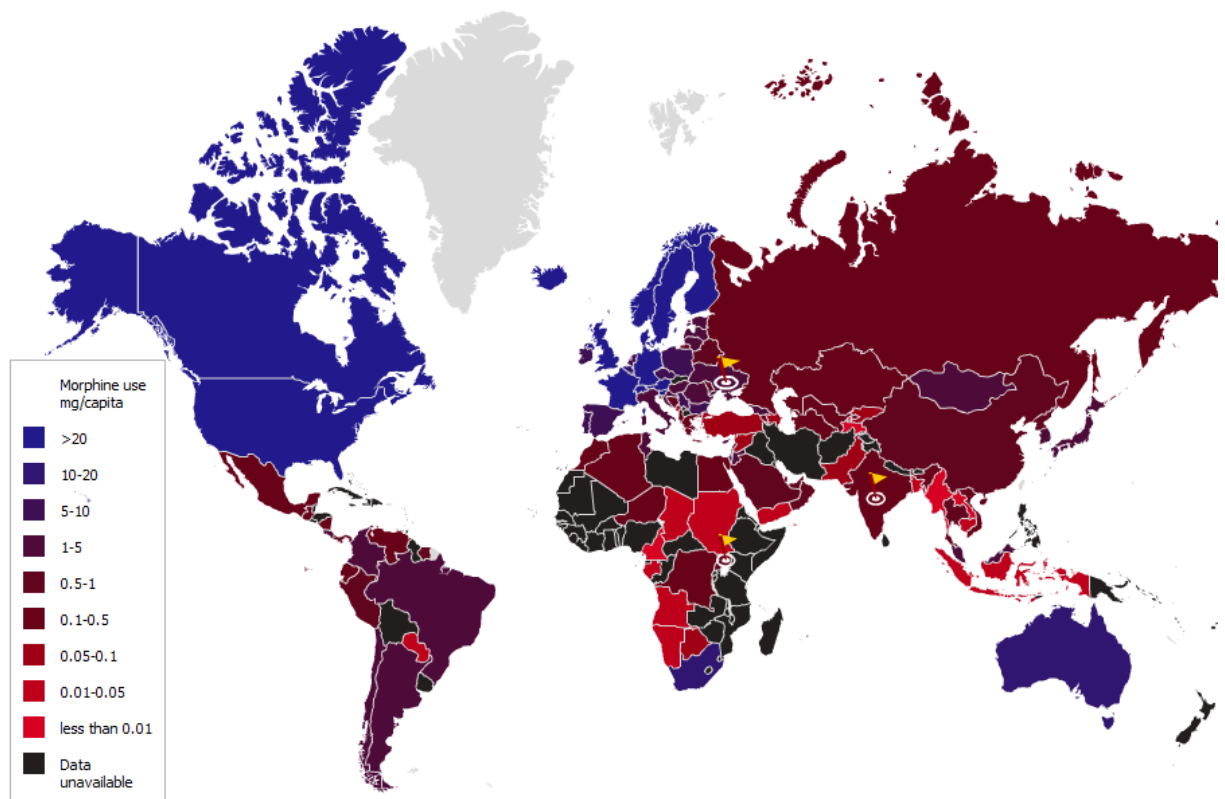 Morphine use
mg/capita
>20
10-20
5-10
1-5
0.5-1
0.1-0.5
0.05-0.1
0.01-0.05
less than 0.01
Data
unavailable